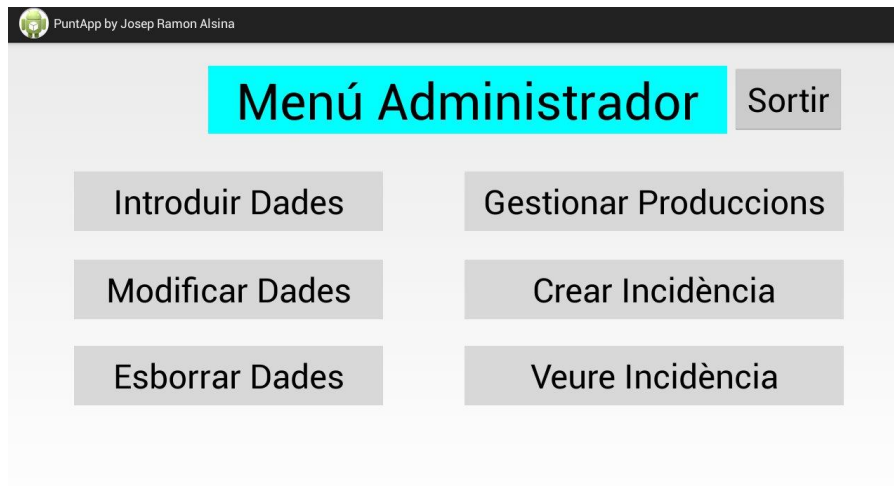 PuntApp by Josep Ramon Alsina
Menú Administrador
Sortir
Introduir Dades
Gestionar Produccions
Modificar Dades
Crear Incidència
Esborrar Dades
Veure Incidència